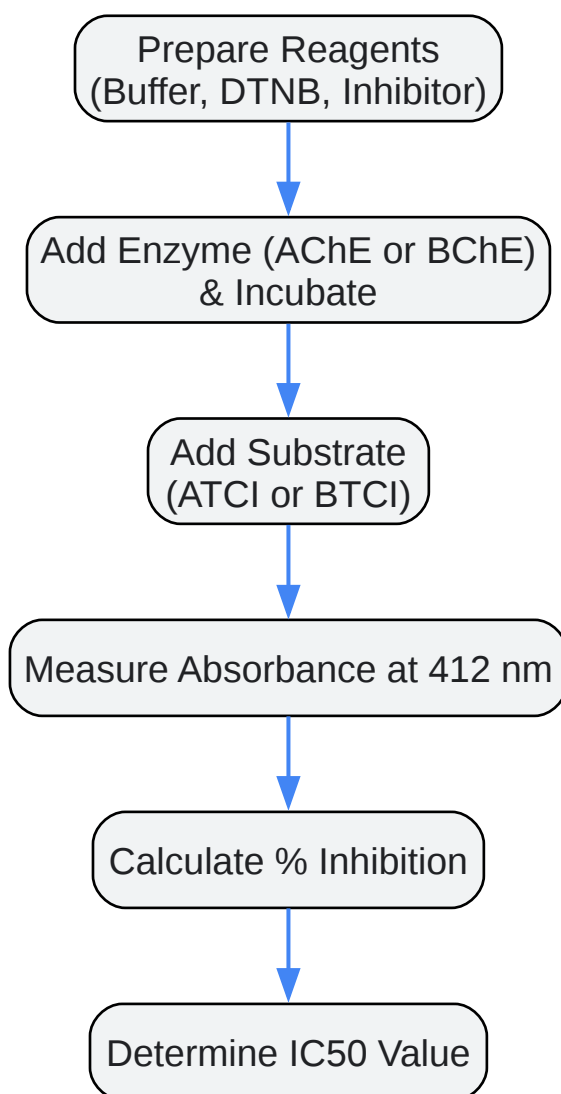 Prepare Reagents
(Buffer, DTNB, Inhibitor)
Add Enzyme (AChE or BChE)
& Incubate
Add Substrate
(ATCI or BTCI)
Measure Absorbance at 412 nm
Calculate % Inhibition
Determine IC50 Value